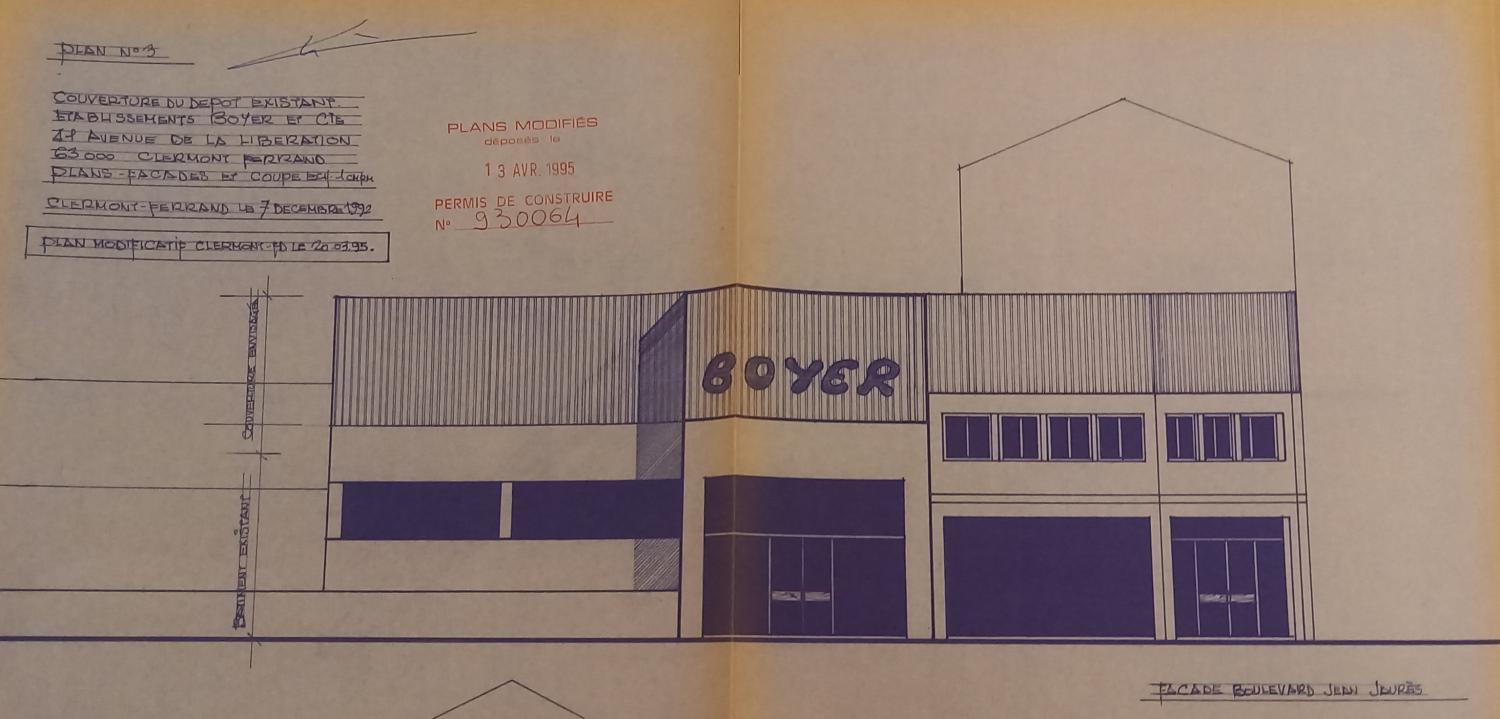 PLAN N°3
COUVERTURE DU DEPOT EXISTANT.
ETABLISSEMENTS BOYER ET CIE
AVENUE DE LA LIBERATION
63000 CLERMONT FERRAND
PLANS-FACADES ET COUPE
CLERMONT-FERRAND LE 7 DECEMBRE 1992
PLAN MODIFICATIF CLERMONT-FD LE 20.03.95.
PLANS MODIFIÉS
déposés le
13 AVR. 1995
PERMIS DE CONSTRUIRE
N° 930064
COUVERTURE ENVISAGÉE
BATIMENT EXISTANT
BOYER
FACADE BOULEVARD JEAN JAURÈS